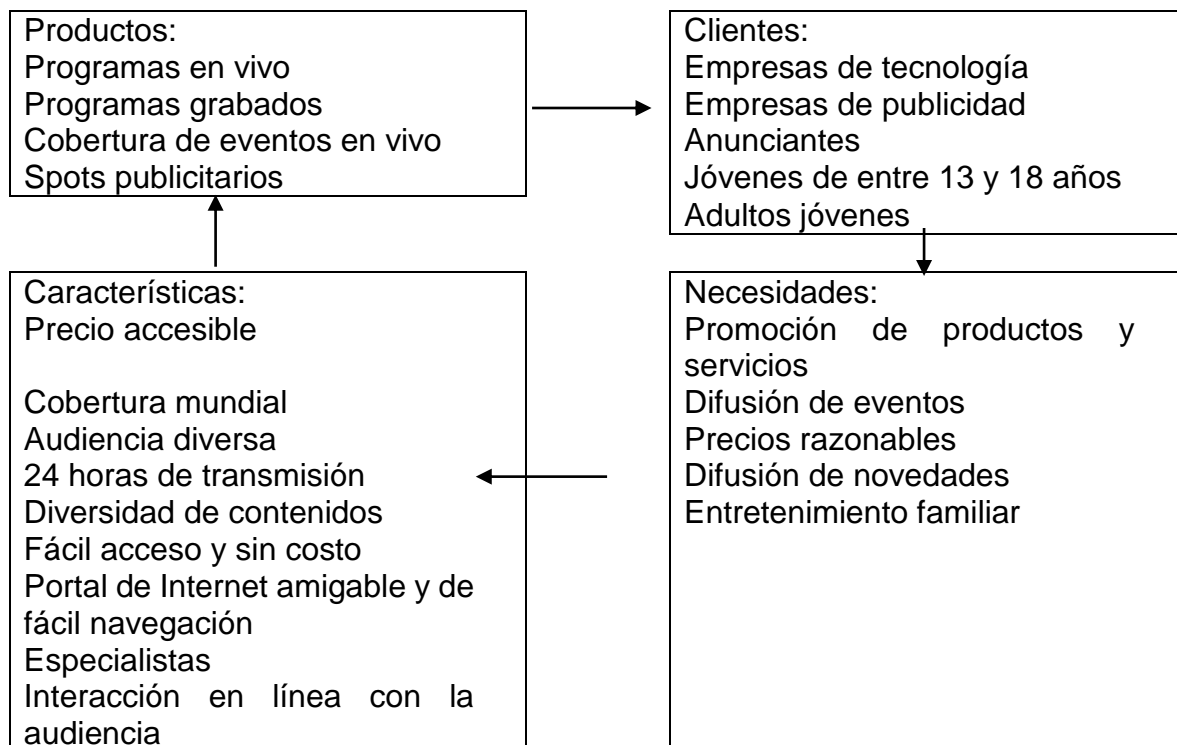 Productos:
Programas en vivo
Programas grabados
Cobertura de eventos en vivo
Spots publicitarios
Clientes:
Empresas de tecnología
Empresas de publicidad
Anunciantes
Jóvenes de entre 13 y 18 años
Adultos jóvenes
Características:
Precio accesible
Cobertura mundial
Audiencia diversa
24 horas de transmisión
Diversidad de contenidos
Fácil acceso y sin costo
Portal de Internet amigable y de
fácil navegación
Especialistas
Interacción en línea con la
audiencia
Necesidades:
Promoción de productos y
servicios
Difusión de eventos
Precios razonables
Difusión de novedades
Entretenimiento familiar